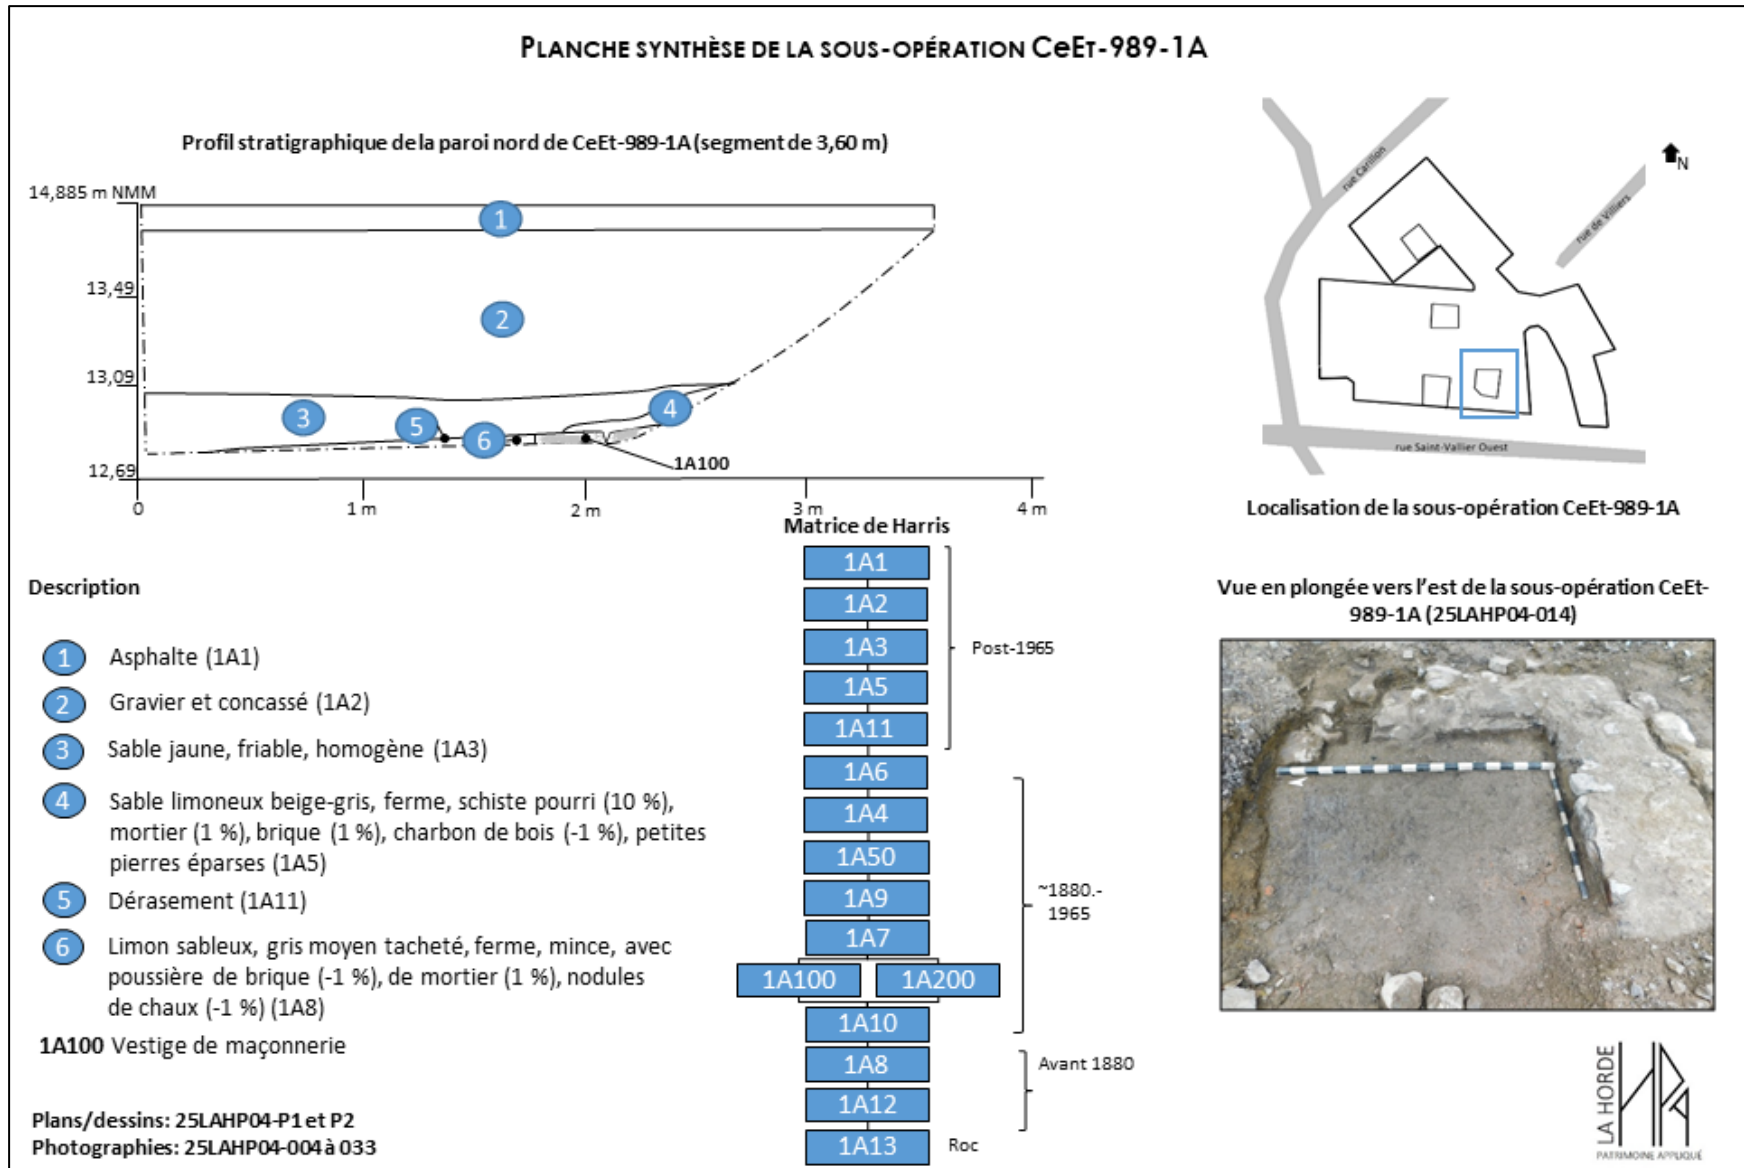 PLANCHE SYNTHÈSE DE LA SOUS-OPÉRATION CEET-989-1A
Profil stratigraphique de la paroi nord de CeEt-989-1A (segment de 3,60 m)
14,885 m NMM
13,49
13,09
12,69
1
2
3
4
5
6
1A100
0
1 m
2 m
3 m
4 m
rue Carillon
rue de Villiers
N
rue Saint-Vallier Ouest
Localisation de la sous-opération CeEt-989-1A
Description
1 Asphalte (1A1)
2 Gravier et concassé (1A2)
3 Sable jaune, friable, homogène (1A3)
4 Sable limoneux beige-gris, ferme, schiste pourri (10 %),
mortier (1 %), brique (1 %), charbon de bois (-1 %), petites
pierres éparses (1A5)
5 Dérasement (1A11)
6 Limon sableux, gris moyen tacheté, ferme, mince, avec
poussière de brique (-1 %), de mortier (1 %), nodules
de chaux (-1 %) (1A8)
1A100 Vestige de maçonnerie
Plans/dessins: 25LAHP04-P1 et P2
Photographies: 25LAHP04-004 à 033
Matrice de Harris
1A1
1A2
1A3
1A5
1A11
Post-1965
1A6
1A4
1A50
1A9
1A7
1A100 1A200
1A10
~1880.-
1965
1A8
1A12
Avant 1880
1A13 Roc
Vue en plongée vers l'est de la sous-opération CeEt-
989-1A (25LAHP04-014)
LA HORDE
PATRIMOINE APPLIQUÉ